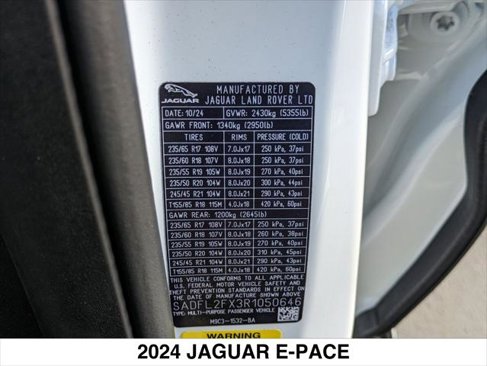 JAGUAR
MANUFACTURED BY
JAGUAR LAND ROVER LTD
DATE: 10/24 GVWR: 2430kg (5355lb)
GAWR FRONT: 1340kg (2950lb)
TIRES RIMS PRESSURE (COLD)
235/65 R17 108V 7.0Jx17 250 kPa, 37psi
235/60 R18 107V 8.0Jx18 250 kPa, 37psi
235/55 R19 105W 8.0Jx19 270 kPa, 40psi
235/50 R20 104W 8.0Jx20 300 kPa, 44psi
245/45 R21 104W 8.0Jx21 290 kPa, 43psi
T155/85 R18 115M 4.0Jx18 420 kPa, 60psi
GAWR REAR: 1200kg (2645lb)
235/65 R17 108V 7.0Jx17 250 kPa, 37psi
235/60 R18 107V 8.0Jx18 260 kPa, 38psi
235/55 R19 105W 8.0Jx19 270 kPa, 40psi
235/50 R20 104W 8.0Jx20 310 kPa, 45psi
245/45 R21 104W 8.0Jx21 290 kPa, 43psi
T155/85 R18 115M 4.0Jx18 420 kPa, 60psi
THIS VEHICLE CONFORMS TO ALL APPLICABLE
FEDERAL MOTOR VEHICLE SAFETY, BUMPER,
AND THEFT PREVENTION STANDARDS IN EFFECT
ON THE DATE OF MANUFACTURE SHOWN ABOVE.
SADFL2FX3R1050646
TYPE: MULTI-PURPOSE PASSENGER VEHICLE
M9C3-1532-BA
WARNING
2024 JAGUAR E-PACE